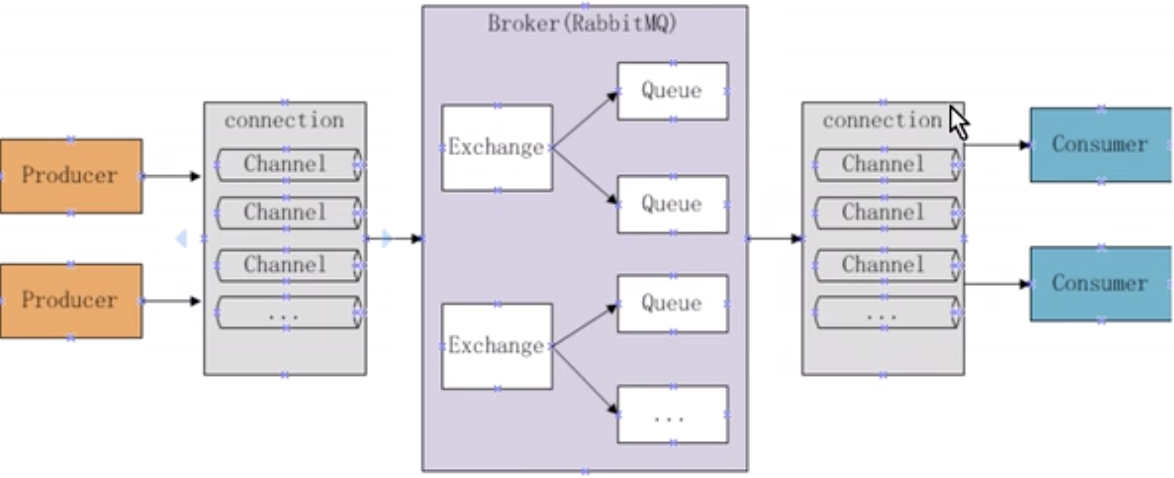 Broker(RabbitMQ)
Producer
Producer
connection
Channel
Channel
Channel
...
Exchange
Queue
Queue
Exchange
Queue
...
connection
Channel
Channel
Channel
...
Consumer
Consumer